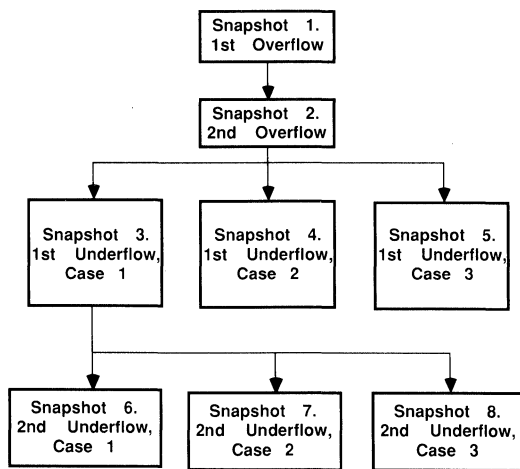 Snapshot 1.
1st Overflow
Snapshot 2.
2nd Overflow
Snapshot 3.
1st Underflow,
Case 1
Snapshot 4.
1st Underflow,
Case 2
Snapshot 5.
1st Underflow,
Case 3
Snapshot 6.
2nd Underflow,
Case 1
Snapshot 7.
2nd Underflow,
Case 2
Snapshot 8.
2nd Underflow,
Case 3